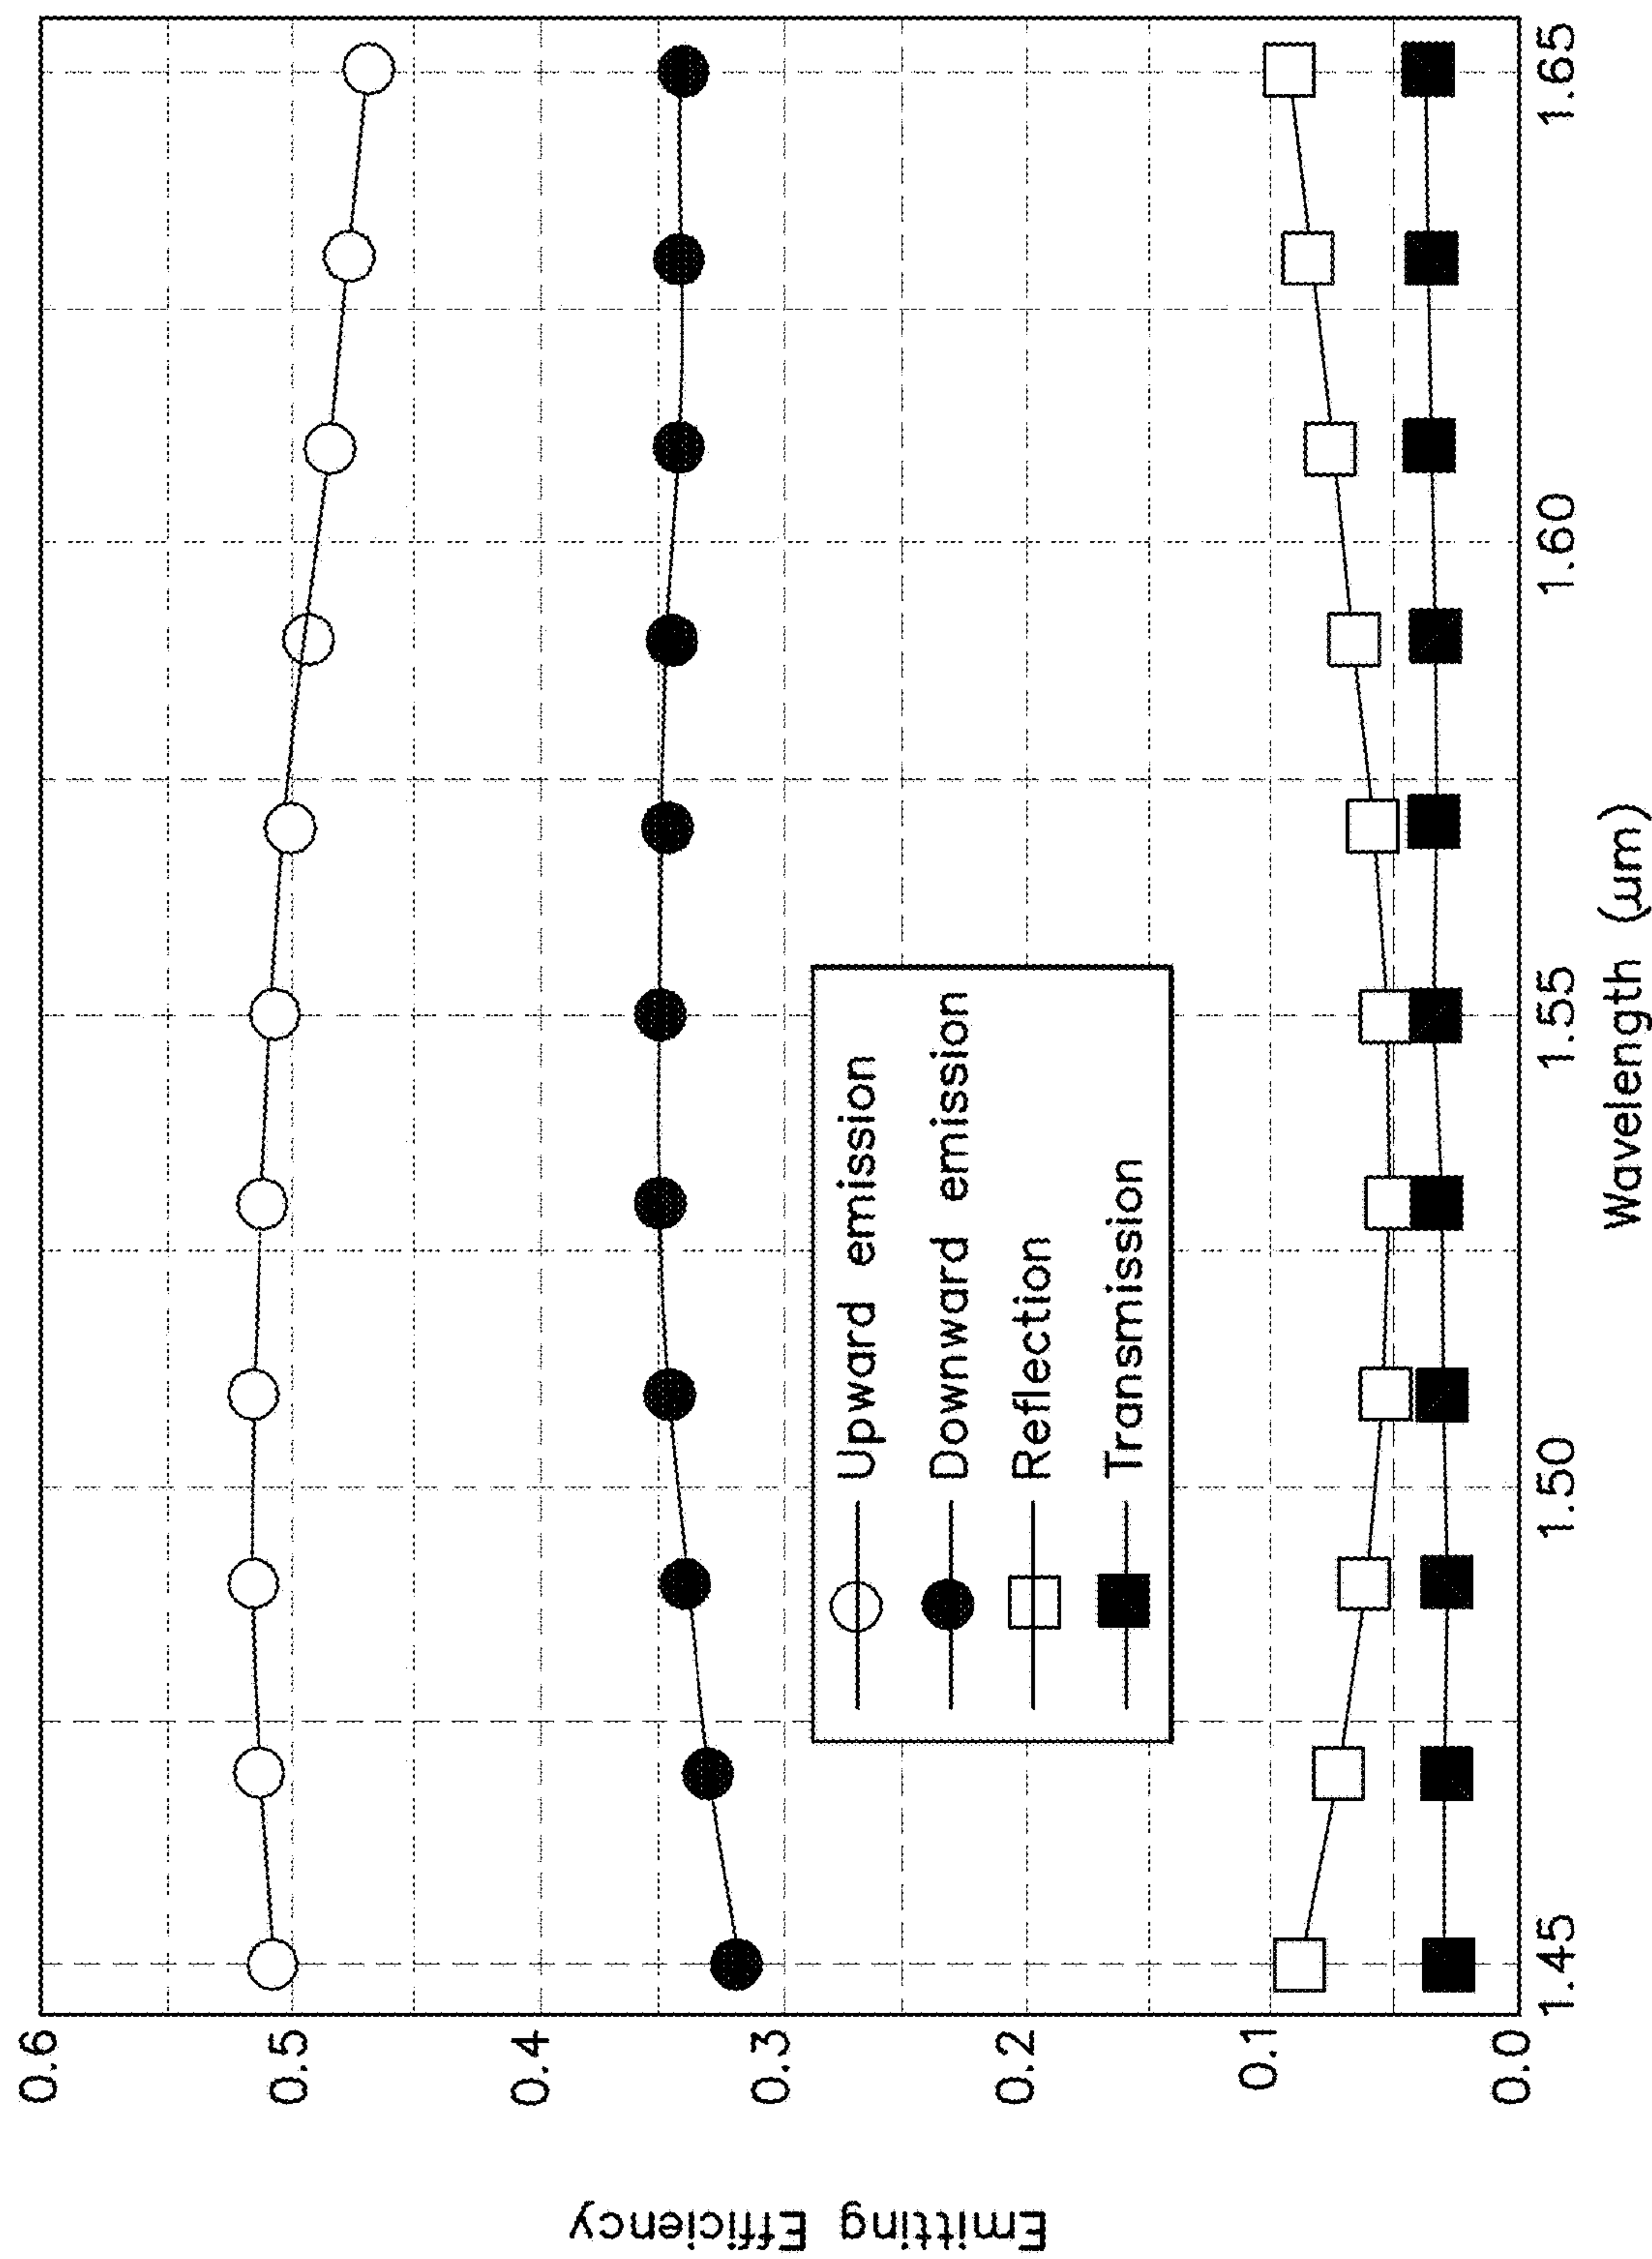 Emitting Efficiency
0.6
0.5
0.4
0.3
0.2
0.1
0.0
Upward emission
Downward emission
Reflection
Transmission
1.45
1.50
1.55
1.60
1.65
Wavelength (μm)